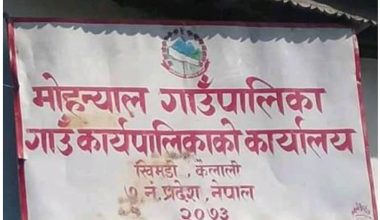 मोहन्याल गाउँपालिका
गाउँ कार्यपालिकाको कार्यालय
खिमडी, कैलाली
७ नं. प्रदेश, नेपाल
२०७३